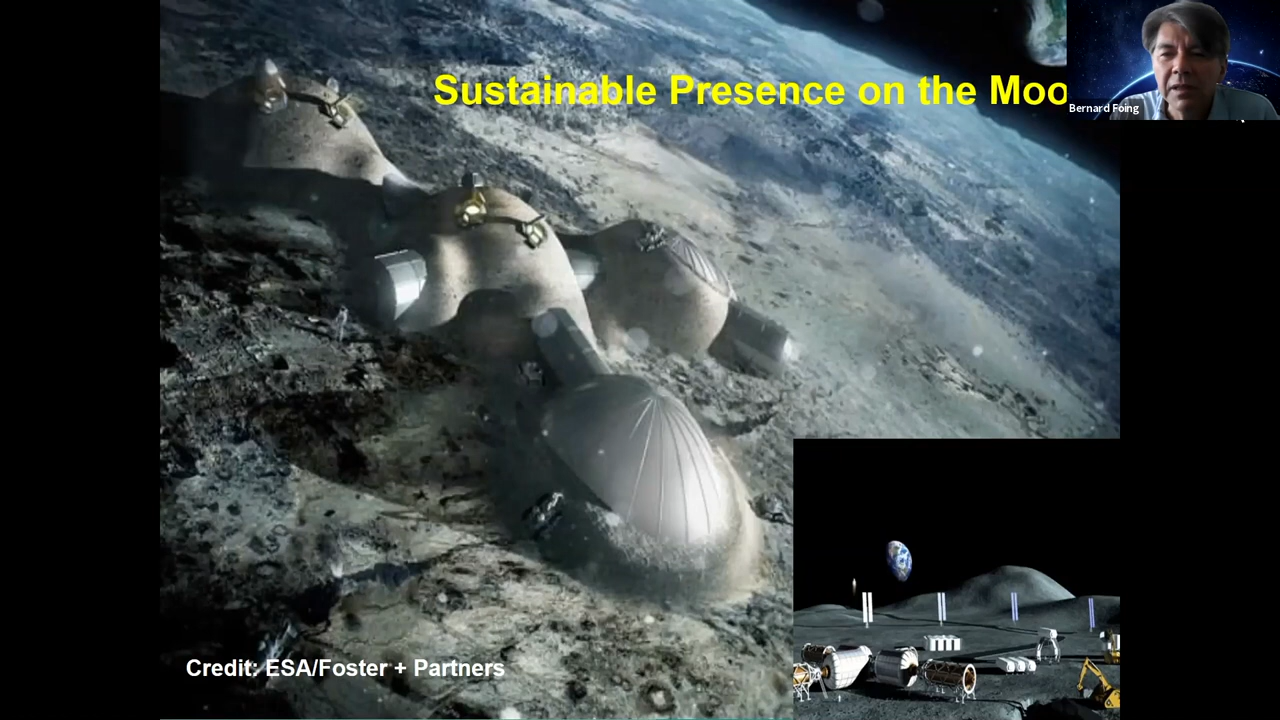 Sustainable Presence on the Moo
Bernard Foing
Credit: ESA/Foster + Partners